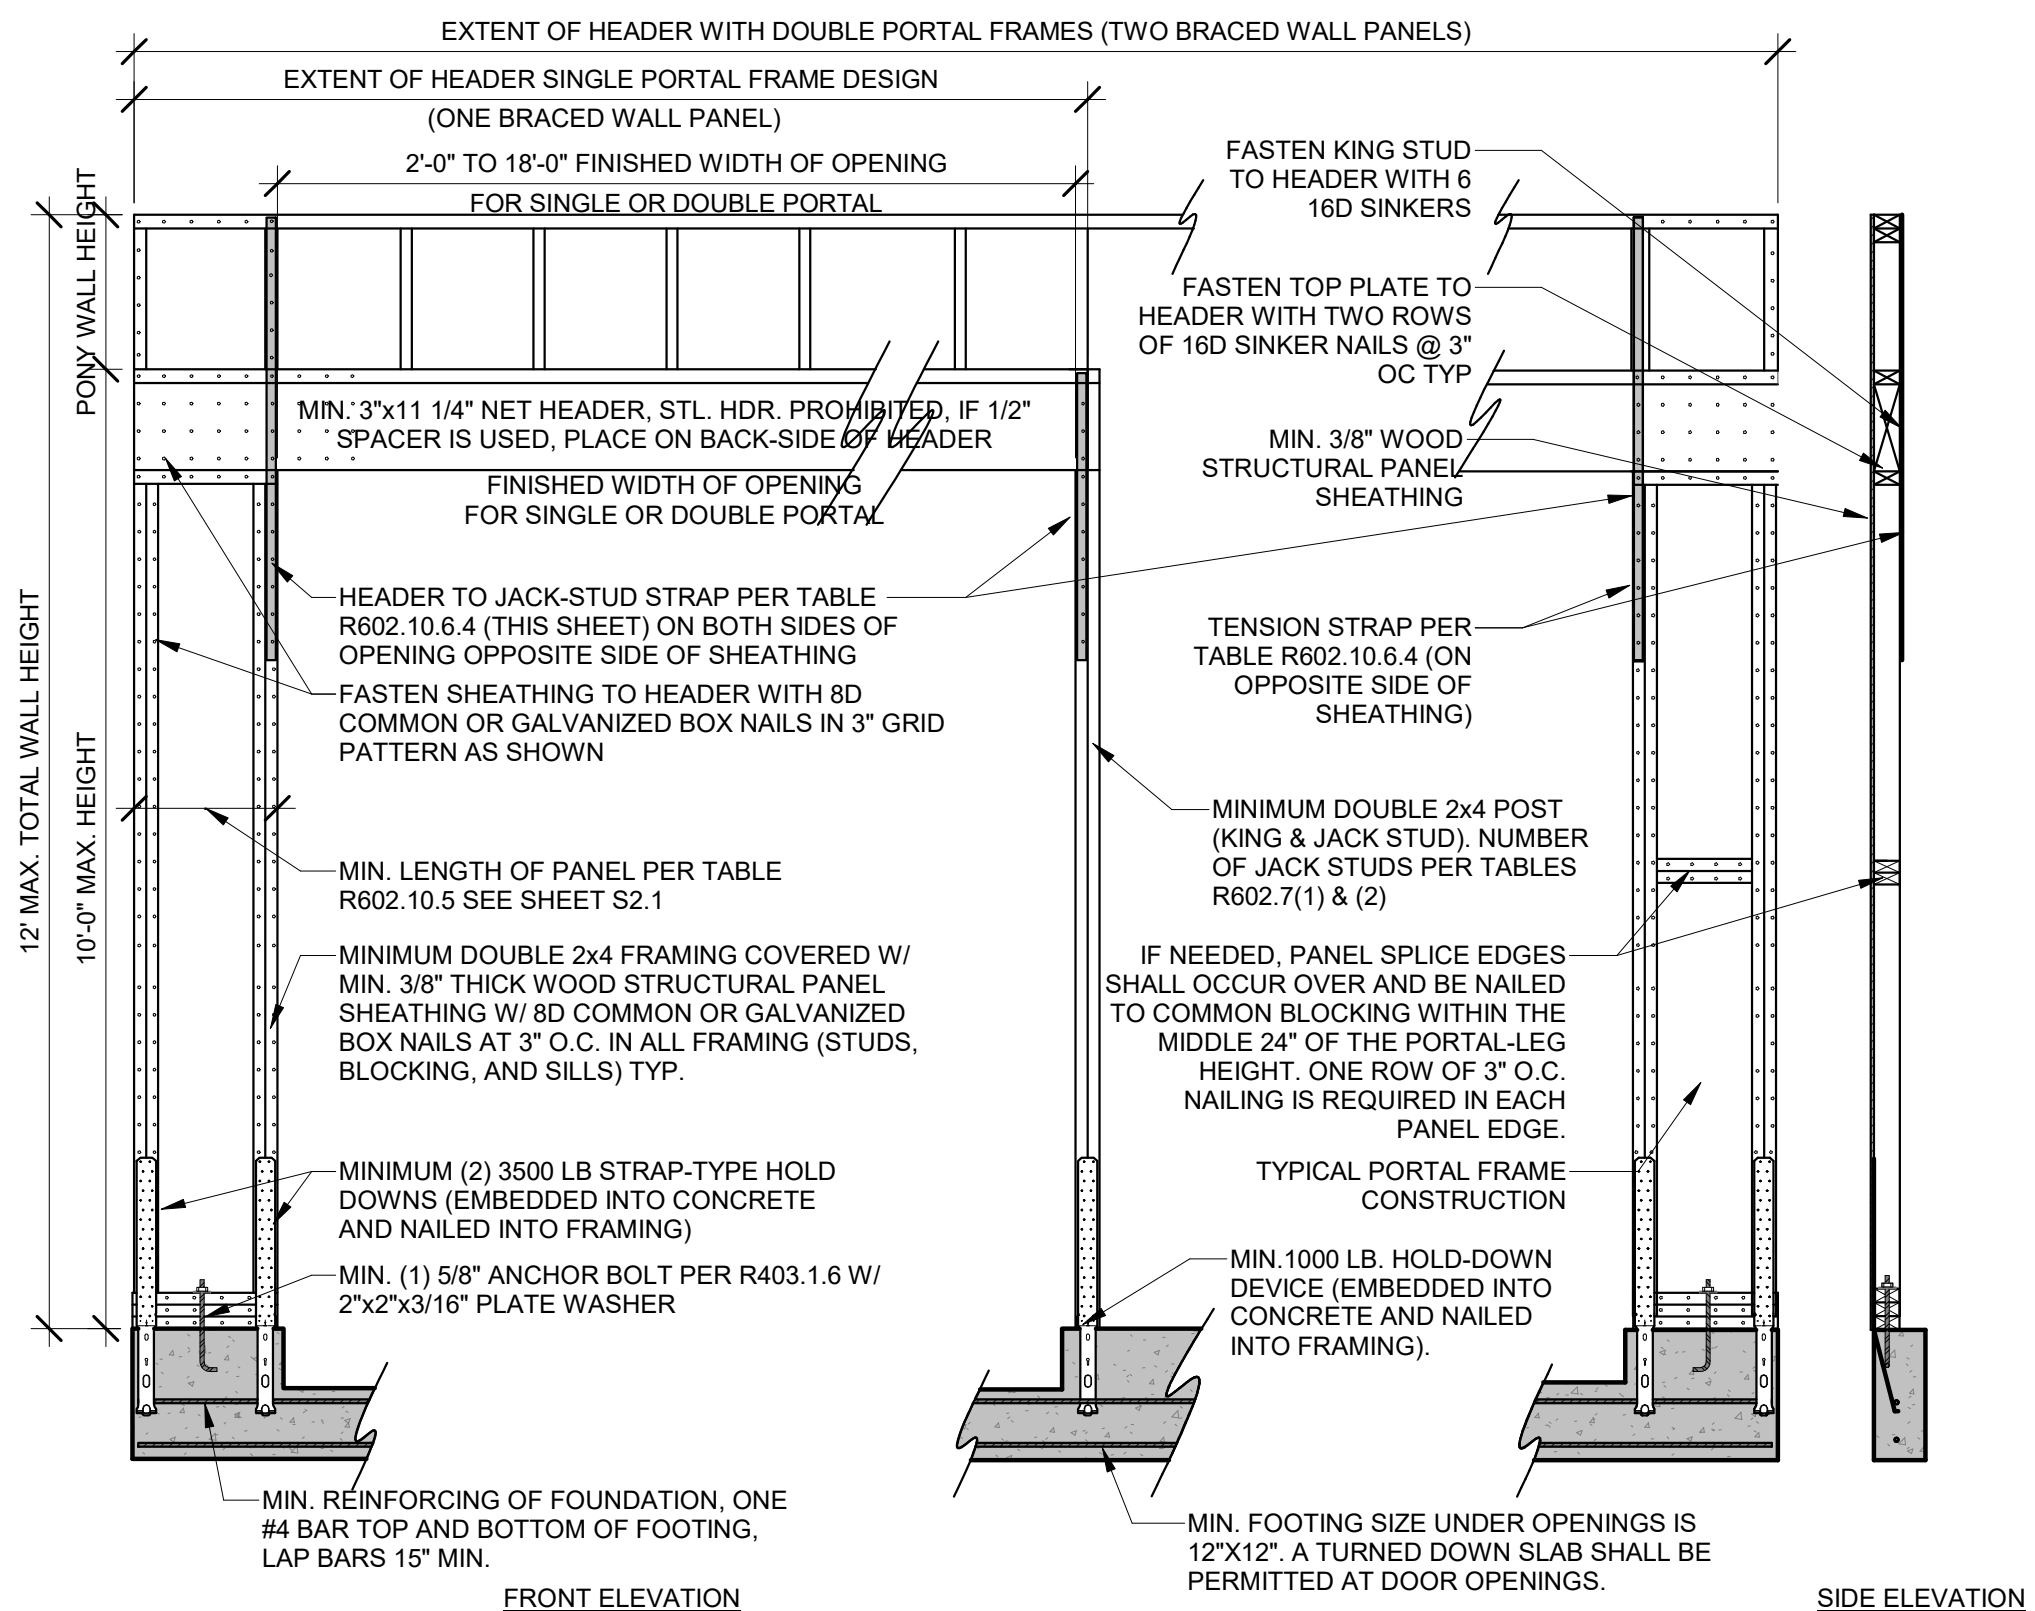 EXTENT OF HEADER WITH DOUBLE PORTAL FRAMES (TWO BRACED WALL PANELS)
EXTENT OF HEADER SINGLE PORTAL FRAME DESIGN
(ONE BRACED WALL PANEL)
2'-0" TO 18'-0" FINISHED WIDTH OF OPENING
FOR SINGLE OR DOUBLE PORTAL
FASTEN KING STUD
TO HEADER WITH 6
16D SINKERS
PONY WALL HEIGHT
FASTEN TOP PLATE TO
HEADER WITH TWO ROWS
OF 16D SINKER NAILS @ 3"
OC TYP
MIN. 3"x11 1/4" NET HEADER, STL. HDR. PROHIBITED, IF 1/2"
SPACER IS USED, PLACE ON BACK-SIDE OF HEADER
MIN. 3/8" WOOD
STRUCTURAL PANEL
SHEATHING
FINISHED WIDTH OF OPENING
FOR SINGLE OR DOUBLE PORTAL
12' MAX. TOTAL WALL HEIGHT
10'-0" MAX. HEIGHT
HEADER TO JACK-STUD STRAP PER TABLE
R602.10.6.4 (THIS SHEET) ON BOTH SIDES OF
OPENING OPPOSITE SIDE OF SHEATHING
TENSION STRAP PER
TABLE R602.10.6.4 (ON
OPPOSITE SIDE OF
SHEATHING)
FASTEN SHEATHING TO HEADER WITH 8D
COMMON OR GALVANIZED BOX NAILS IN 3" GRID
PATTERN AS SHOWN
MINIMUM DOUBLE 2x4 POST
(KING & JACK STUD). NUMBER
OF JACK STUDS PER TABLES
R602.7(1) & (2)
MIN. LENGTH OF PANEL PER TABLE
R602.10.5 SEE SHEET S2.1
MINIMUM DOUBLE 2x4 FRAMING COVERED W/
MIN. 3/8" THICK WOOD STRUCTURAL PANEL
SHEATHING W/ 8D COMMON OR GALVANIZED
BOX NAILS AT 3" O.C. IN ALL FRAMING (STUDS,
BLOCKING, AND SILLS) TYP.
IF NEEDED, PANEL SPLICE EDGES
SHALL OCCUR OVER AND BE NAILED
TO COMMON BLOCKING WITHIN THE
MIDDLE 24" OF THE PORTAL-LEG
HEIGHT. ONE ROW OF 3" O.C.
NAILING IS REQUIRED IN EACH
PANEL EDGE.
MINIMUM (2) 3500 LB STRAP-TYPE HOLD
DOWNS (EMBEDDED INTO CONCRETE
AND NAILED INTO FRAMING)
TYPICAL PORTAL FRAME
CONSTRUCTION
MIN. (1) 5/8" ANCHOR BOLT PER R403.1.6 W/
2"x2"x3/16" PLATE WASHER
MIN.1000 LB. HOLD-DOWN
DEVICE (EMBEDDED INTO
CONCRETE AND NAILED
INTO FRAMING).
MIN. REINFORCING OF FOUNDATION, ONE
#4 BAR TOP AND BOTTOM OF FOOTING,
LAP BARS 15" MIN.
MIN. FOOTING SIZE UNDER OPENINGS IS
12"X12". A TURNED DOWN SLAB SHALL BE
PERMITTED AT DOOR OPENINGS.
FRONT ELEVATION
SIDE ELEVATION